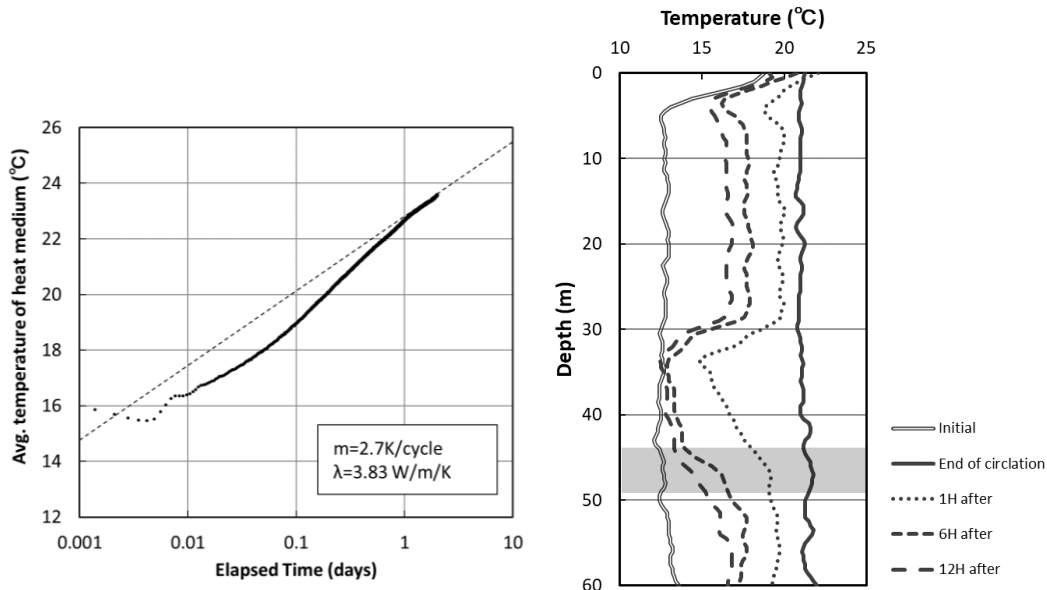 26
24
22
20
18
16
14
12
Avg. temperature of heat medium (℃)
m=2.7K/cycle
λ=3.83 W/m/K
0.001 0.01 0.1 1 10
Elapsed Time (days)
Temperature (℃)
10 15 20 25
0
10
20
30
40
50
60
Depth (m)
Initial
End of circlation
1H after
6H after
12H after